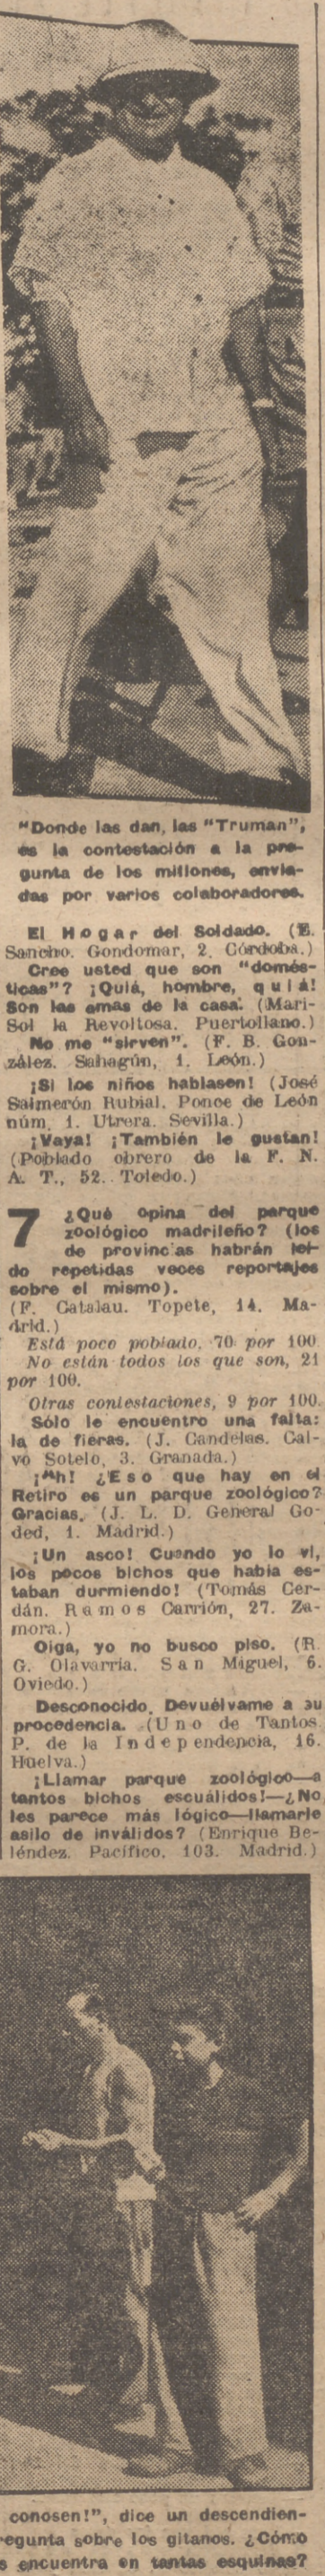 "Donde las dan, las "Truman",
es la contestación a la pre-
gunta de los millones, envia-
das por varios colaboradores.
El Hogar del Soldado. (E.
Sancho. Gondomar, 2, Córdoba.)
Cree usted que son "domés-
ticas"? ¡Quiá, hombre, quiá!
Son las amas de la casa. (Mari-
Sol la Revoltosa. Puertollano.)
No me "sirven". (F. B. Gon-
zález. Sahagún, 1. León.)
¡Si los niños hablasen! (José
Salmerón Rubial. Ponce de León
núm. 1. Utrera. Sevilla.)
¡Vaya! ¡También le gustan!
(Poblado obrero de la F. N.
A. T., 52. Toledo.)
7 ¿Qué opina del parque
zoológico madrileño? (los
de provincias habrán leí-
do repetidas veces reportajes
sobre el mismo).
(F. Catalau. Topete, 14. Ma-
drid.)
Está poco poblado, 70 por 100.
No están todos los que son, 21
por 100.
Otras contestaciones, 9 por 100.
Sólo le encuentro una falta:
la de fieras. (J. Candelas. Cal-
vo Sotelo, 3. Granada.)
¡Ah! ¿Eso que hay en el
Retiro es un parque zoológico?
Gracias. (J. L. D. General Go-
ded, 1. Madrid.)
¡Un asco! Cuando yo lo vi,
los pocos bichos que había es-
taban durmiendo! (Tomás Cer-
dán. Ramos Carrión, 27. Za-
mora.)
Oiga, yo no busco piso. (R.
G. Olavarría. San Miguel, 6.
Oviedo.)
Desconocido. Devuélvame a su
procedencia. (Uno de Tantos.
P. de la Independencia, 16.
Huelva.)
¡Llamar parque zoológico—a
tantos bichos escuálidos!—¿No
les parece más lógico—llamarle
asilo de inválidos? (Enrique Be-
léndez. Pacífico, 103. Madrid.)
conosen!", dice un descendien-
regunta sobre los gitanos. ¿Cómo
s encuentra en tantas esquinas?